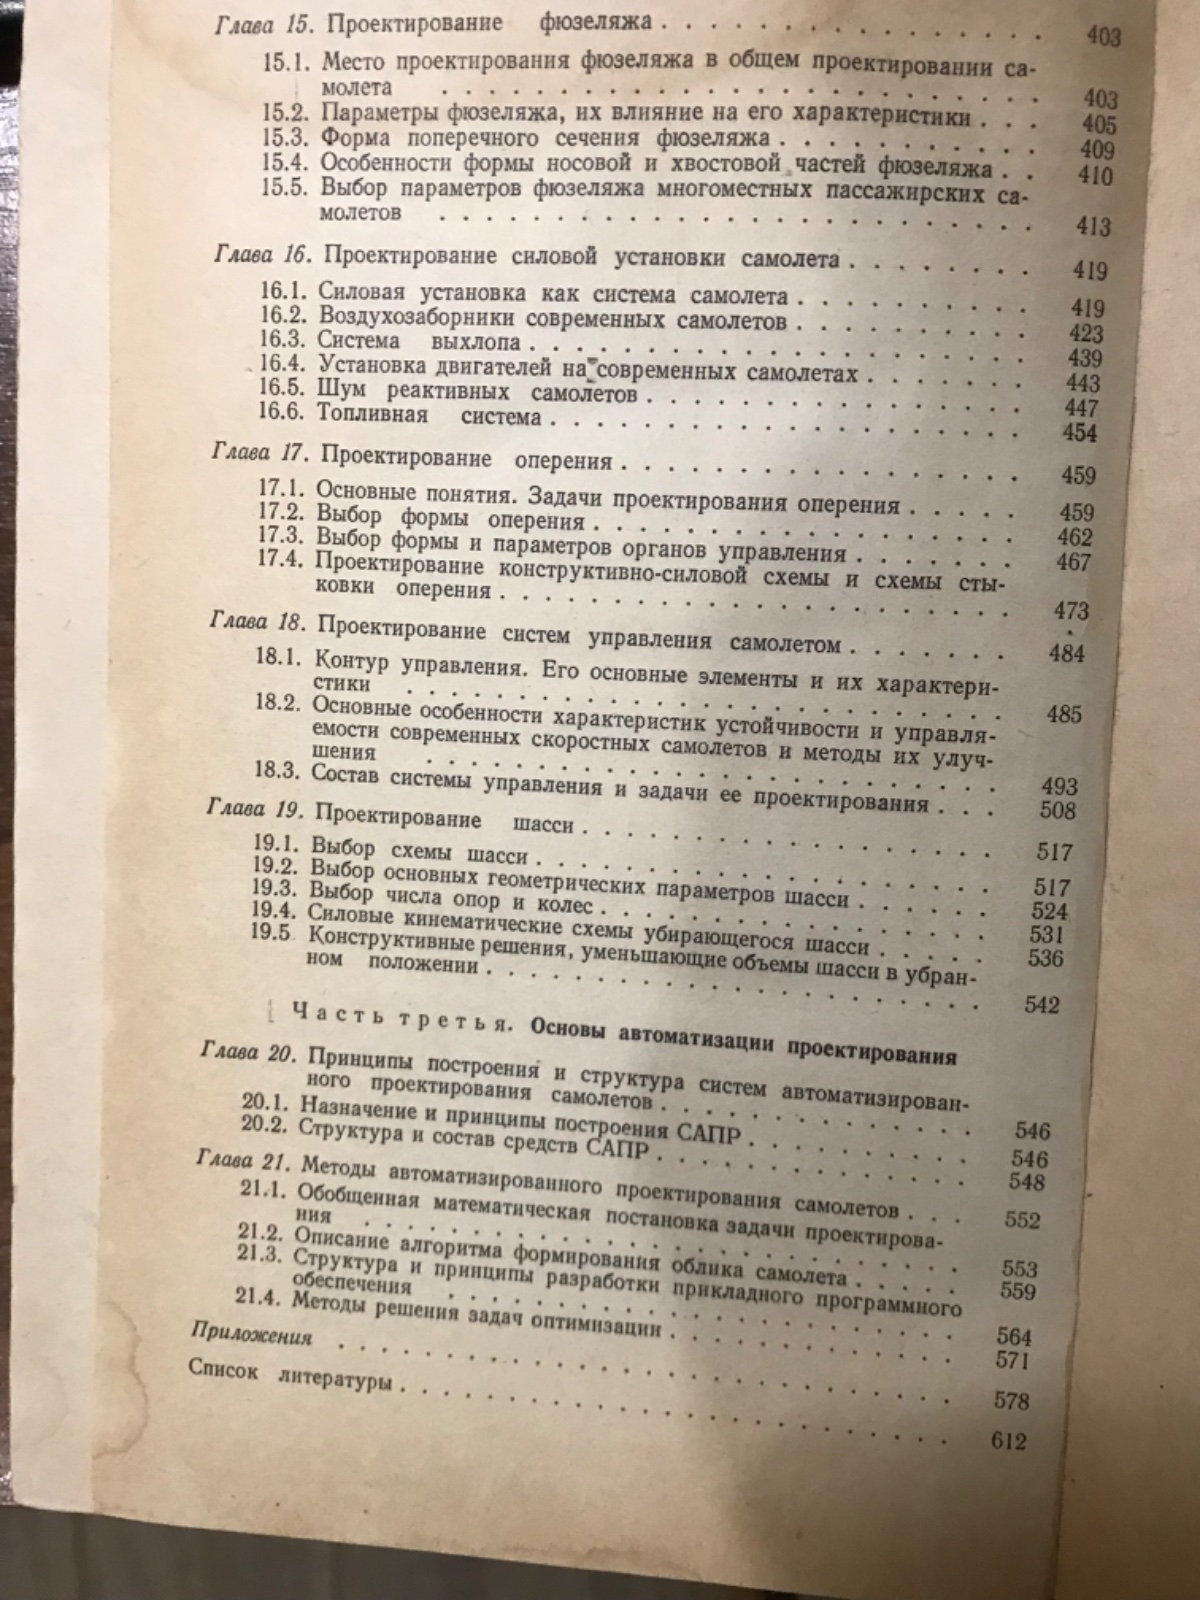 Глава 15. Проектирование фюзеляжа . . . . . . . . . . . . . . 403
15.1. Место проектирования фюзеляжа в общем проектировании са-
молета . . . . . . . . . . . . . . . . . . . . . 403
15.2. Параметры фюзеляжа, их влияние на его характеристики . . . 405
15.3. Форма поперечного сечения фюзеляжа . . . . . . . . . . 409
15.4. Особенности формы носовой и хвостовой частей фюзеляжа . . 410
15.5. Выбор параметров фюзеляжа многоместных пассажирских са-
молетов . . . . . . . . . . . . . . . . . . . . . 413
Глава 16. Проектирование силовой установки самолета . . . . . . . 419
16.1. Силовая установка как система самолета . . . . . . . . . 419
16.2. Воздухозаборники современных самолетов . . . . . . . . . 423
16.3. Система выхлопа . . . . . . . . . . . . . . . . . . 439
16.4. Установка двигателей на современных самолетах . . . . . . 443
16.5. Шум реактивных самолетов . . . . . . . . . . . . . . 447
16.6. Топливная система . . . . . . . . . . . . . . . . . 454
Глава 17. Проектирование оперения . . . . . . . . . . . . . . 459
17.1. Основные понятия. Задачи проектирования оперения . . . . . 459
17.2. Выбор формы оперения . . . . . . . . . . . . . . . 462
17.3. Выбор формы и параметров органов управления . . . . . . . 467
17.4. Проектирование конструктивно-силовой схемы и схемы сты-
ковки оперения . . . . . . . . . . . . . . . . . . 473
Глава 18. Проектирование систем управления самолетом . . . . . . 484
18.1. Контур управления. Его основные элементы и их характери-
стики . . . . . . . . . . . . . . . . . . . . . 485
18.2. Основные особенности характеристик устойчивости и управля-
емости современных скоростных самолетов и методы их улуч-
шения . . . . . . . . . . . . . . . . . . . . 493
18.3. Состав системы управления и задачи ее проектирования . . . 508
Глава 19. Проектирование шасси . . . . . . . . . . . . . . . 517
19.1. Выбор схемы шасси . . . . . . . . . . . . . . . . 517
19.2. Выбор основных геометрических параметров шасси . . . . . . 524
19.3. Выбор числа опор и колес . . . . . . . . . . . . . . 531
19.4. Силовые кинематические схемы убирающегося шасси . . . . . 536
19.5. Конструктивные решения, уменьшающие объемы шасси в убран-
ном положении . . . . . . . . . . . . . . . . . . 542
Часть третья. Основы автоматизации проектирования
Глава 20. Принципы построения и структура систем автоматизирован-
ного проектирования самолетов . . . . . . . . . . . . 546
20.1. Назначение и принципы построения САПР . . . . . . . . . 546
20.2. Структура и состав средств САПР . . . . . . . . . . . . 548
Глава 21. Методы автоматизированного проектирования самолетов . . . 552
21.1. Обобщенная математическая постановка задачи проектирова-
ния . . . . . . . . . . . . . . . . . . . . . 553
21.2. Описание алгоритма формирования облика самолета . . . . . 559
21.3. Структура и принципы разработки прикладного программного
обеспечения . . . . . . . . . . . . . . . . . . 564
21.4. Методы решения задач оптимизации . . . . . . . . . . . 571
Приложения . . . . . . . . . . . . . . . . . . . . . . 578
Список литературы . . . . . . . . . . . . . . . . . . . . 612